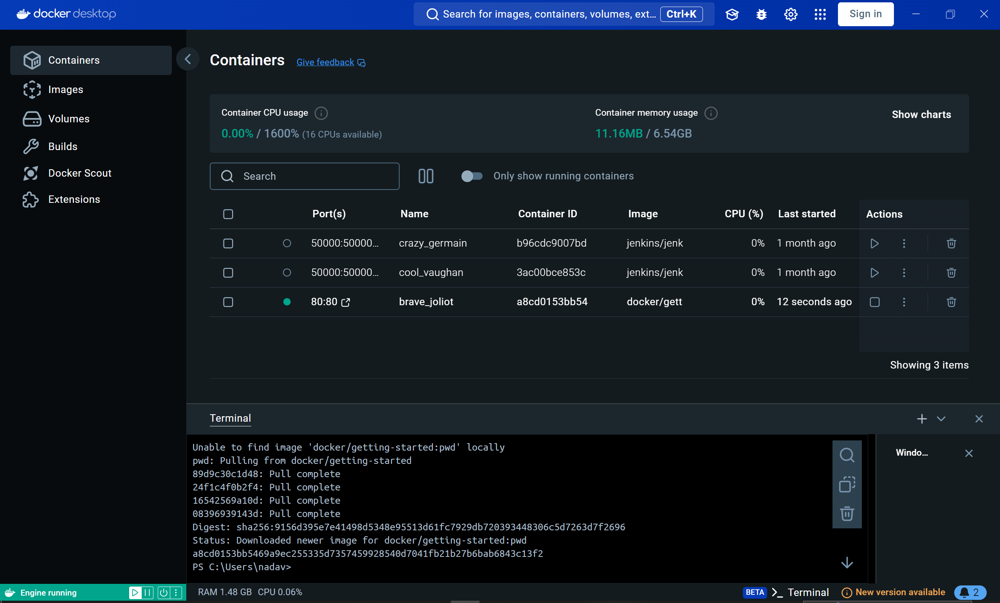 docker desktop
Search for images, containers, volumes, ext... Ctrl+K
Sign in
Containers
Images
Volumes
Builds
Docker Scout
Extensions
Containers Give feedback
Container CPU usage
0.00% / 1600% (16 CPUs available)
Container memory usage
11.16MB / 6.54GB
Show charts
Search
Only show running containers
Port(s) Name Container ID Image CPU (%) Last started Actions
50000:50000... crazy_germain b96cdc9007bd jenkins/jenk 0% 1 month ago
50000:50000... cool_vaughan 3ac00bce853c jenkins/jenk 0% 1 month ago
80:80 brave_joliot a8cd0153bb54 docker/gett 0% 12 seconds ago
Showing 3 items
Terminal
Unable to find image 'docker/getting-started:pwd' locally
pwd: Pulling from docker/getting-started
89d9c30c1d48: Pull complete
24f1c4f0b2f4: Pull complete
16542569a10d: Pull complete
08396939143d: Pull complete
Digest: sha256:9156d395e7e41498d5348e95513d61fc7929db720393448306c5d7263d7f2696
Status: Downloaded newer image for docker/getting-started:pwd
a8cd0153bb5469a9ec255335d7357459928540d7041fb21b27b6bab6843c13f2
PS C:\Users\nadav>
Windo...
Engine running
RAM 1.48 GB CPU 0.06%
BETA >_ Terminal
New version available
2